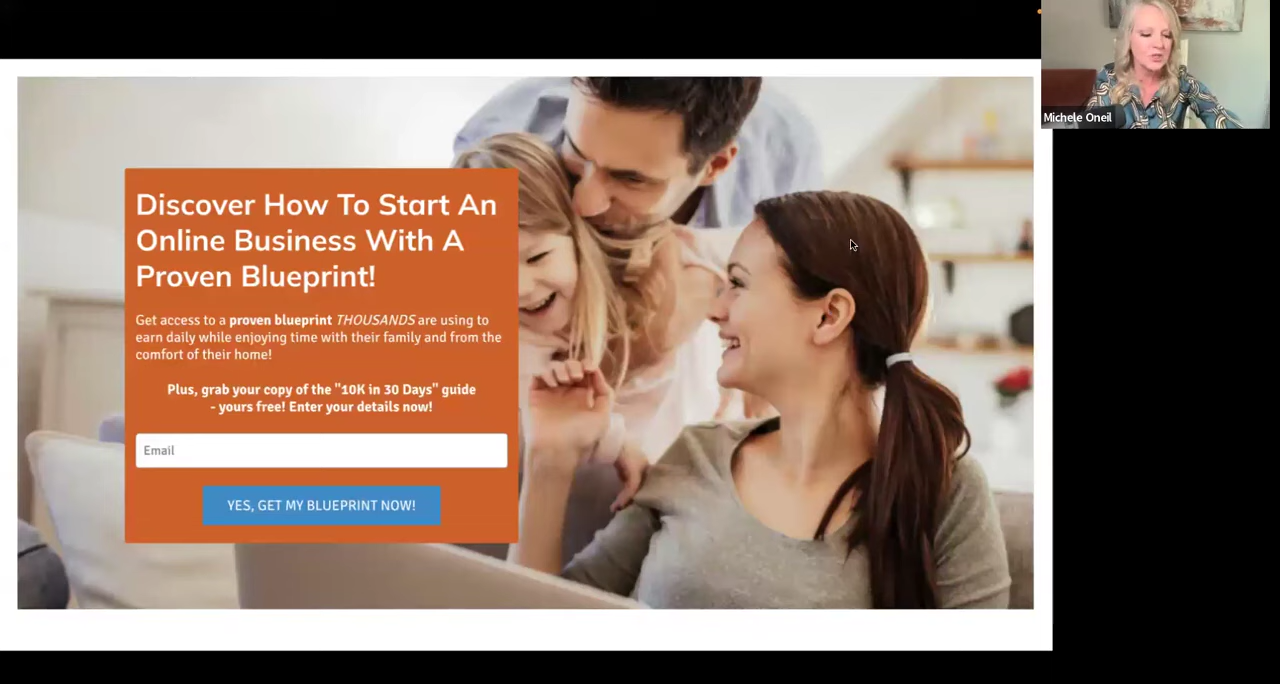 Michele Oneil
Discover How To Start An
Online Business With A
Proven Blueprint!
Get access to a proven blueprint THOUSANDS are using to
earn daily while enjoying time with their family and from the
comfort of their home!
Plus, grab your copy of the "10K in 30 Days" guide
- yours free! Enter your details now!
Email
YES, GET MY BLUEPRINT NOW!